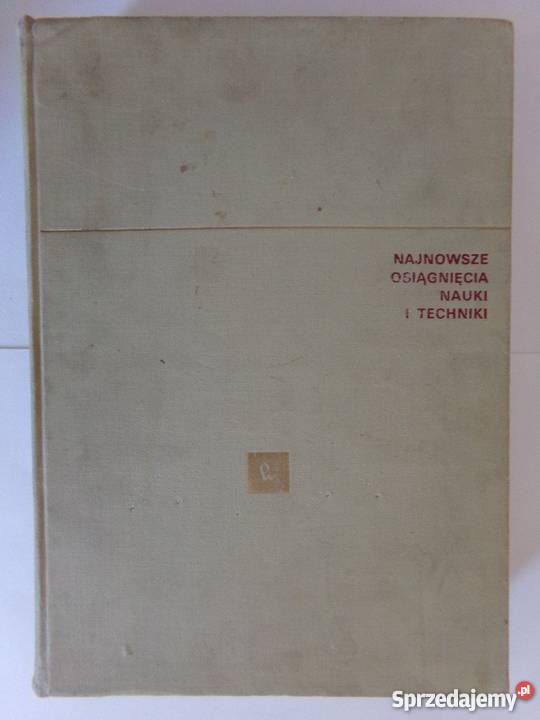 NAJNOWSZE
OSIĄGNIĘCIA
NAUKI
I TECHNIKI
Sprzedajemy.pl